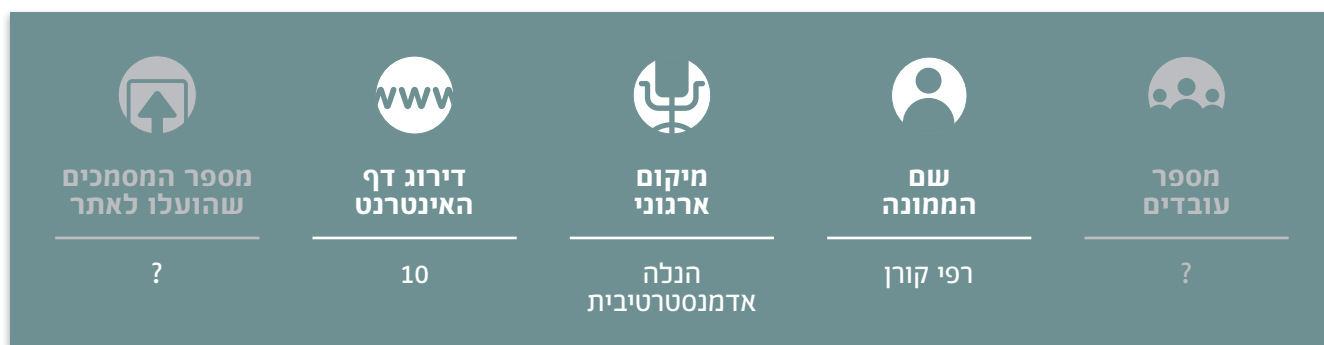 מספר
עובדים
?
שם
הממונה
רפי קורן
מיקום
ארגוני
הנלה
אדמנסטרטיבית
www
דירוג דף
האינטרנט
10
מספר המסמכים
שהועלו לאתר
?